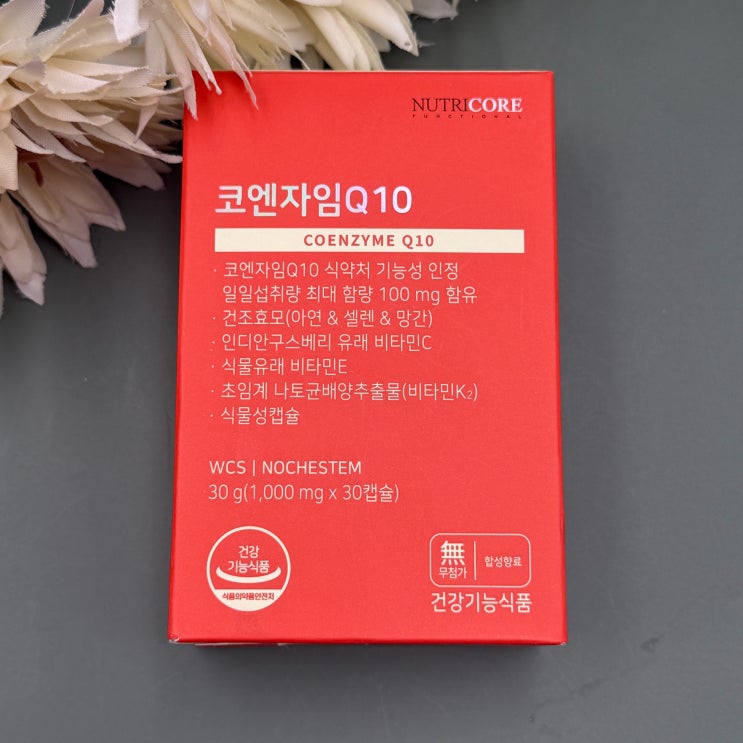 NUTRICORE
FUNCTIONAL
코엔자임Q10
COENZYME Q10
· 코엔자임Q10 식약처 기능성 인정
일일섭취량 최대 함량 100 mg 함유
· 건조효모(아연 & 셀렌 & 망간)
· 인디안구스베리 유래 비타민C
· 식물유래 비타민E
· 초임계 나토균배양추출물(비타민K₂)
· 식물성캡슐
WCS | NOCHESTEM
30 g(1,000 mg x 30캡슐)
건강
기능식품
식품의약품안전처
無
무첨가
합성향료
건강기능식품